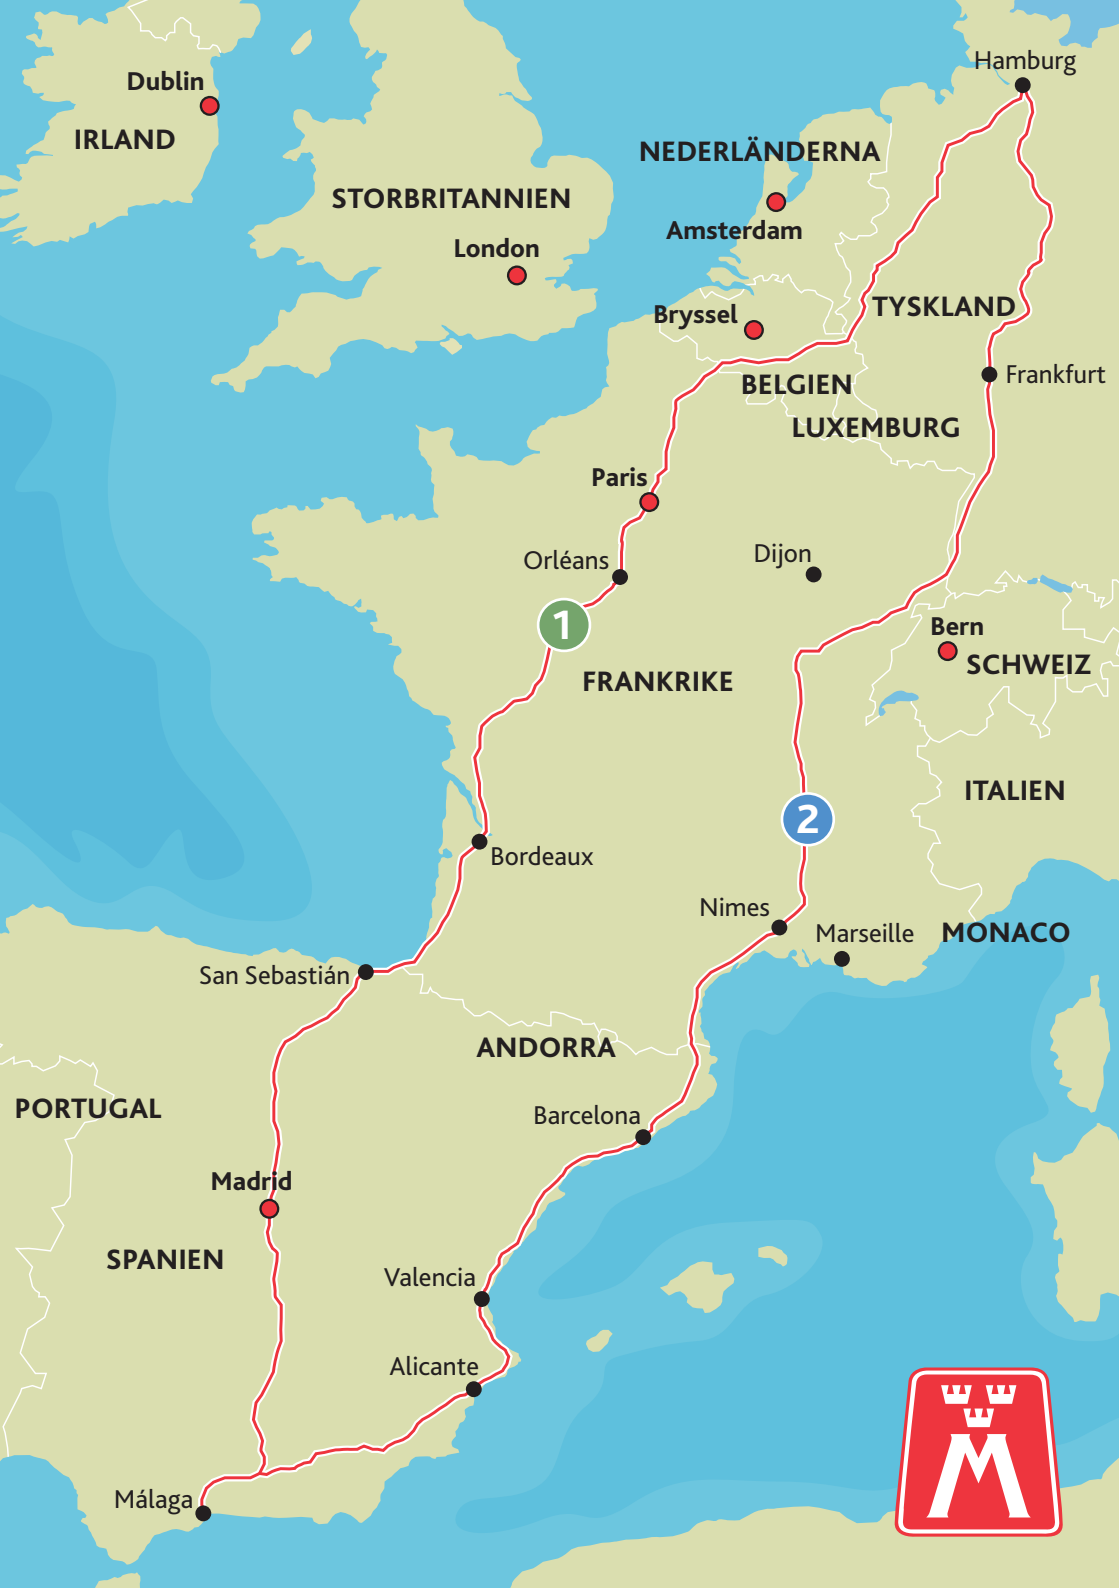 Hamburg
Dublin
IRLAND
NEDERLÄNDERNA
STORBRITANNIEN
Amsterdam
London
TYSKLAND
Bryssel
Frankfurt
BELGIEN
LUXEMBURG
Paris
Dijon
Orléans
1
Bern
SCHWEIZ
FRANKRIKE
ITALIEN
2
Bordeaux
Nimes
Marseille
MONACO
San Sebastián
ANDORRA
PORTUGAL
Barcelona
Madrid
SPANIEN
Valencia
Alicante
M
Málaga